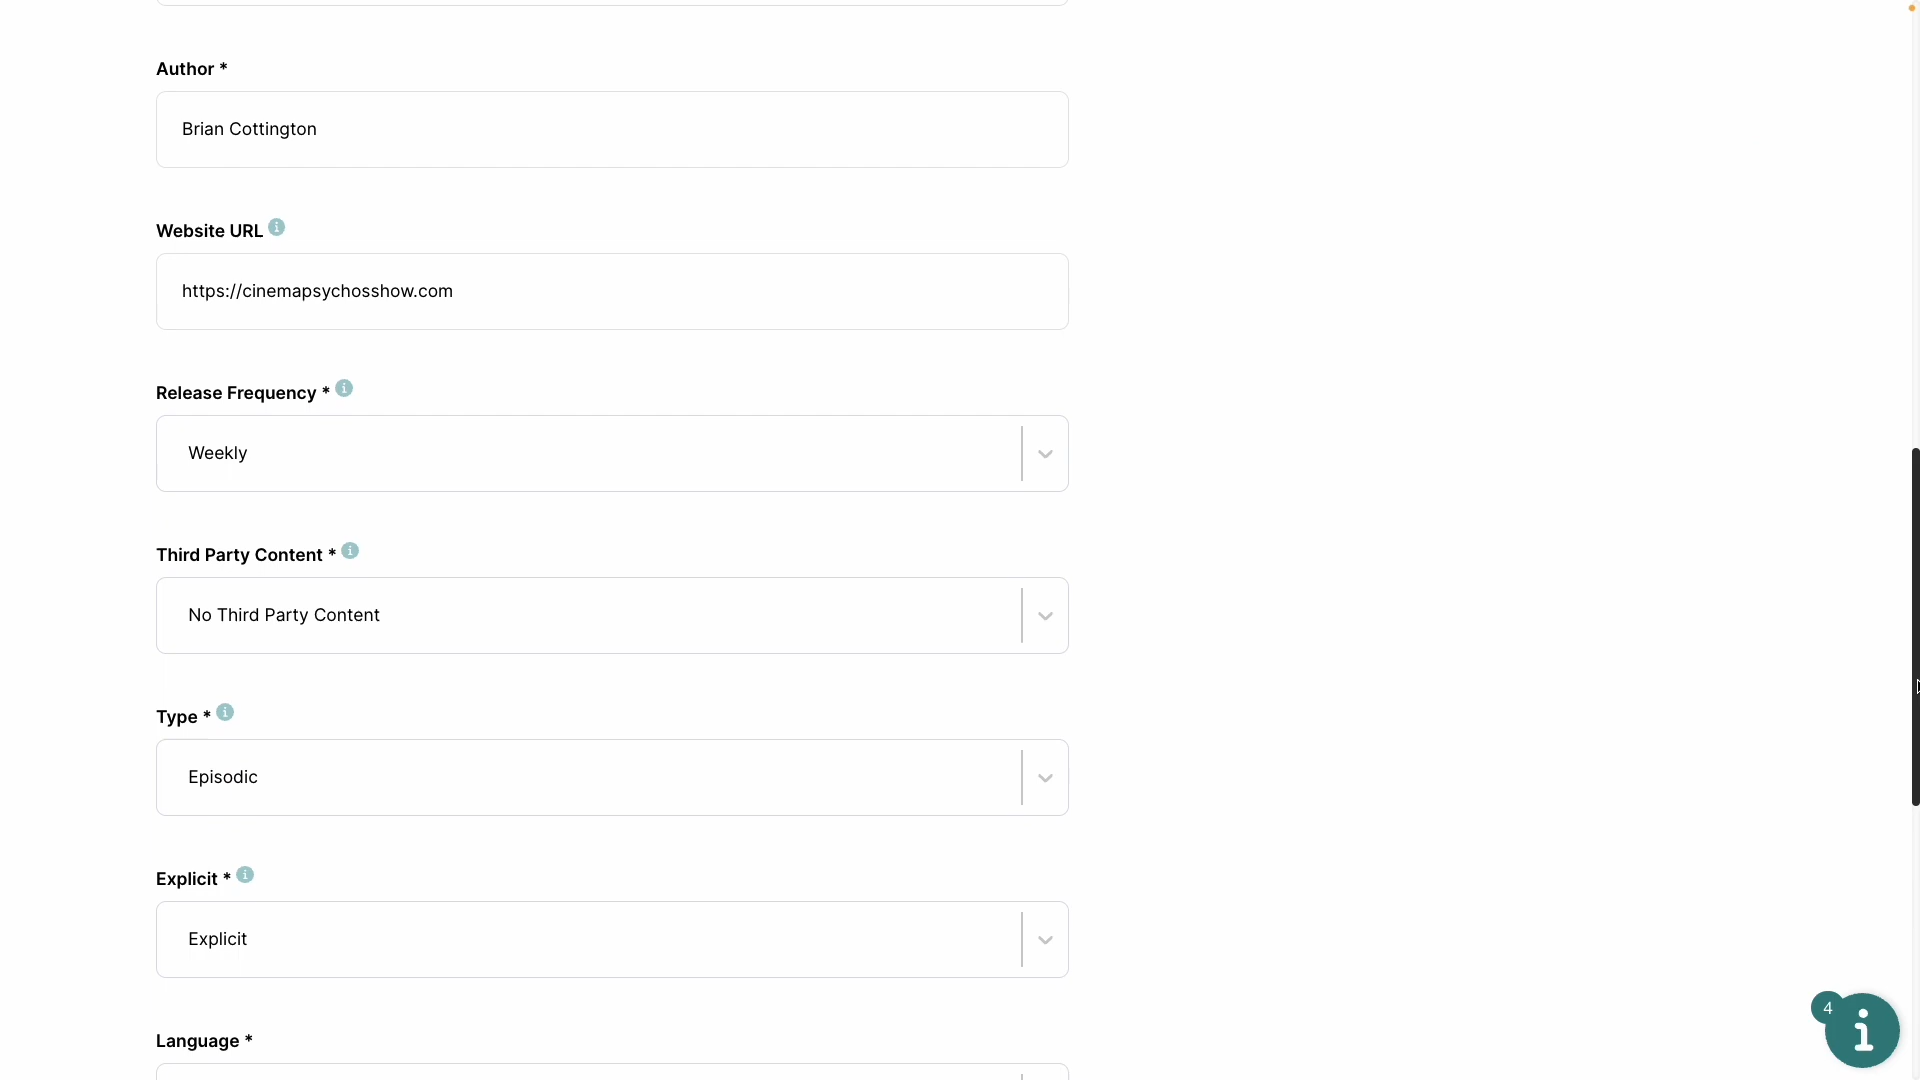 Author *
Brian Cottington
Website URL
https://cinemapsychosshow.com
Release Frequency *
Weekly
Third Party Content *
No Third Party Content
Type *
Episodic
Explicit *
Explicit
Language *
4